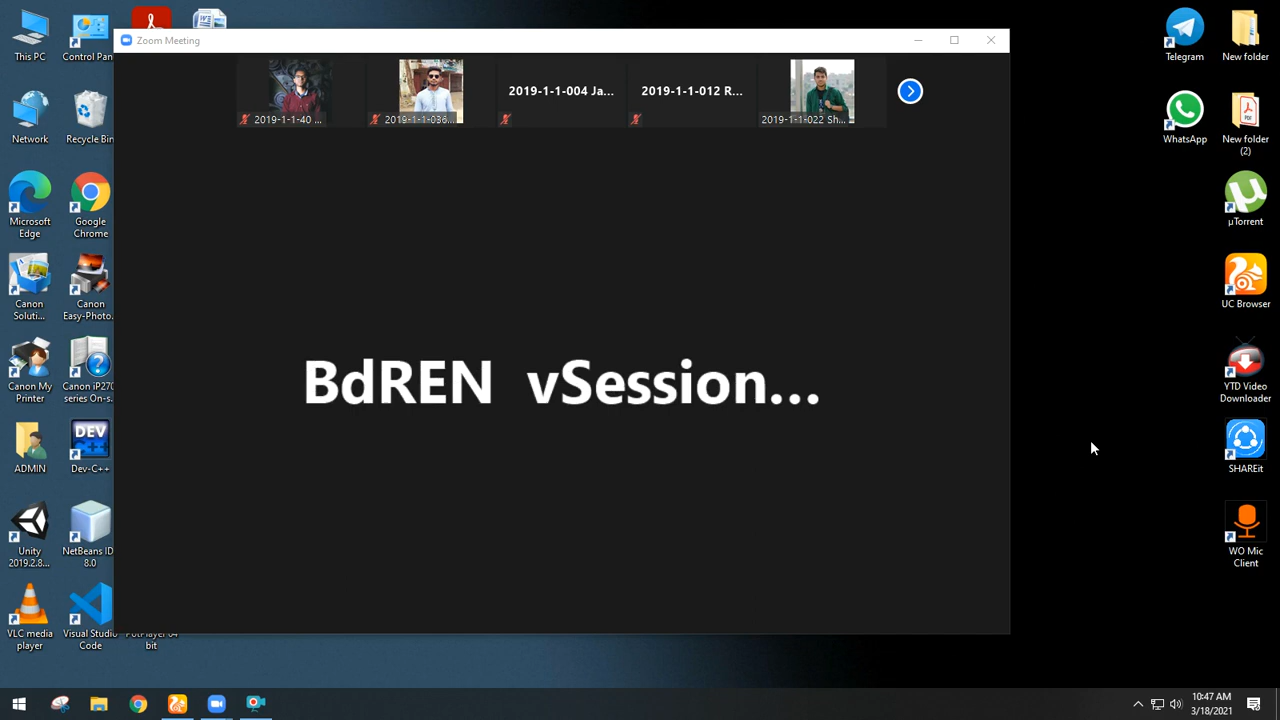 This PC
Control Pan
Zoom Meeting
2019-1-1-40 ...
2019-1-1-036...
2019-1-1-004 Ja...
2019-1-1-012 R...
2019-1-1-022 Sh...
BdREN vSession...
Network
Recycle Bin
Microsoft
Edge
Google
Chrome
Canon
Soluti...
Canon
Easy-Photo.
Canon My
Printer
Canon iP270
series On-s.
ADMIN
DEV
Dev-C++
Unity
2019.2.8...
NetBeans ID
8.0
VLC media
player
Visual Studio
Code
PotPlayer 64
bit
Telegram
New folder
WhatsApp
PDF
New folder
(2)
µTorrent
UC Browser
YTD Video
Downloader
SHAREit
WO Mic
Client
10:47 AM
3/18/2021